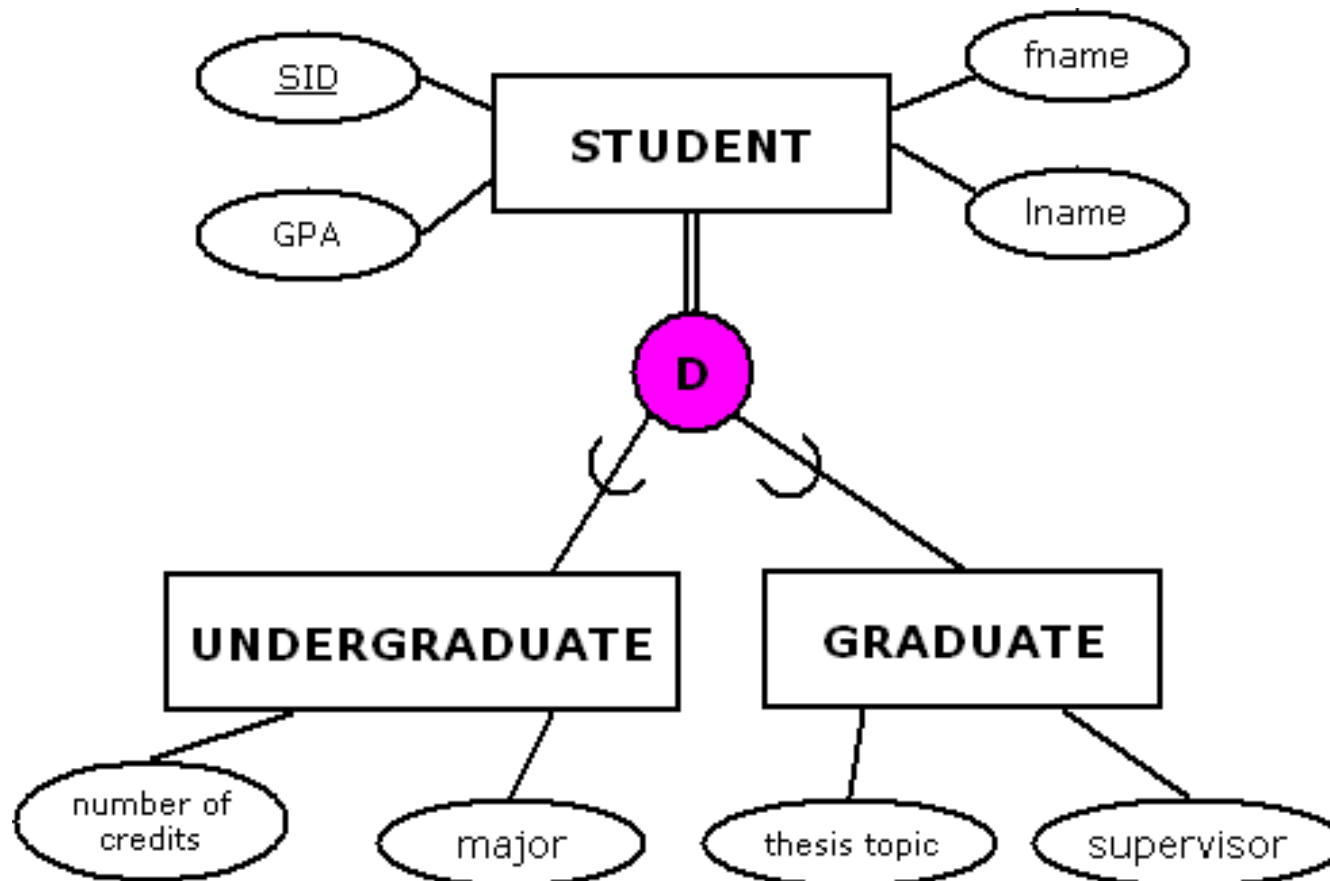 SID
fname
STUDENT
GPA
lname
D
UNDERGRADUATE
GRADUATE
number of
credits
major
thesis topic
supervisor